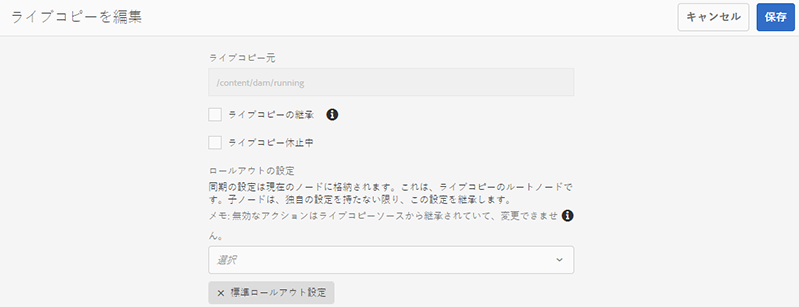 ライブコピーを編集
キャンセル
保存
ライブコピー元
/content/dam/running
ライブコピーの継承
ライブコピー休止中
ロールアウトの設定
同期の設定は現在のノードに格納されます。これは、ライブコピーのルートノードで
す。子ノードは、独自の設定を持たない限り、この設定を継承します。
メモ; 無効なアクションはライブコピーソースから継承されていて、変更できませ
ん。
選択
× 標準ロールアウト設定